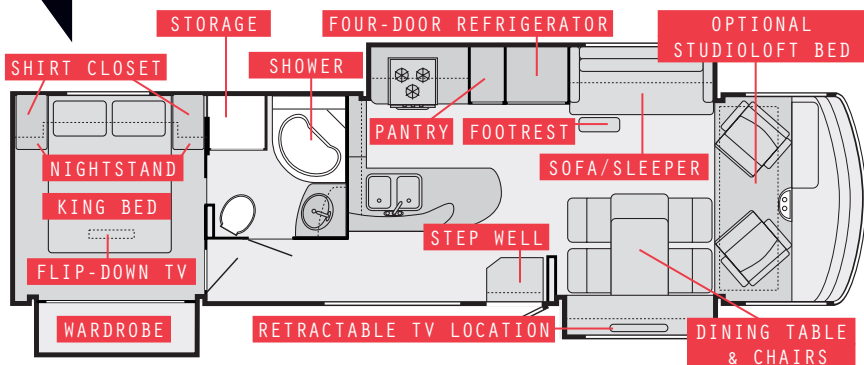 STORAGE
FOUR-DOOR REFRIGERATOR
OPTIONAL
STUDIOLOFT BED
SHIRT CLOSET
SHOWER
PANTRY
FOOTREST
NIGHTSTAND
SOFA/SLEEPER
KING BED
STEP WELL
FLIP-DOWN TV
WARDROBE
RETRACTABLE TV LOCATION
DINING TABLE
& CHAIRS